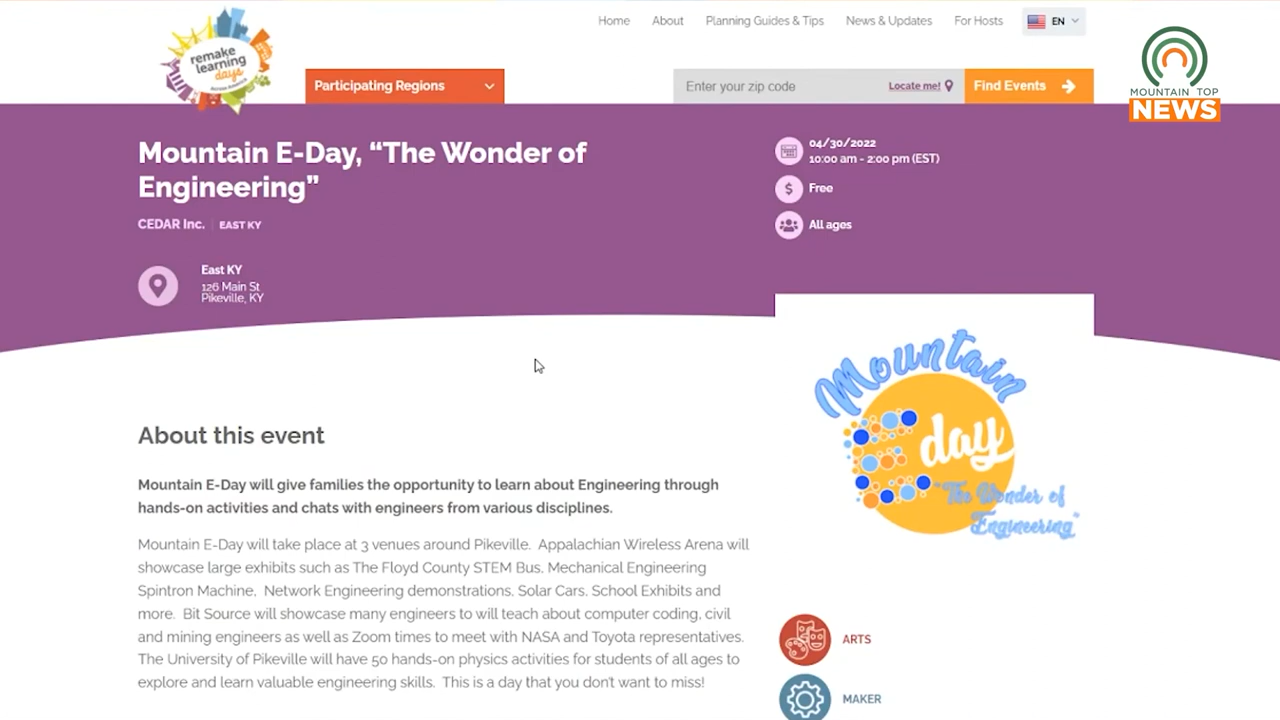 Home About Planning Guides & Tips News & Updates For Hosts EN
remake
learning
days
Across America
Participating Regions
Enter your zip code Locate me! Find Events
MOUNTAIN TOP
NEWS
Mountain E-Day, “The Wonder of
Engineering”
CEDAR Inc. EAST KY
East KY
126 Main St
Pikeville, KY
04/30/2022
10:00 am - 2:00 pm (EST)
$ Free
All ages
Mountain
E day
"The Wonder of
Engineering"
About this event
Mountain E-Day will give families the opportunity to learn about Engineering through
hands-on activities and chats with engineers from various disciplines.
Mountain E-Day will take place at 3 venues around Pikeville. Appalachian Wireless Arena will
showcase large exhibits such as The Floyd County STEM Bus, Mechanical Engineering
Spintron Machine, Network Engineering demonstrations, Solar Cars, School Exhibits and
more. Bit Source will showcase many engineers to will teach about computer coding, civil
and mining engineers as well as Zoom times to meet with NASA and Toyota representatives.
The University of Pikeville will have 50 hands-on physics activities for students of all ages to
explore and learn valuable engineering skills. This is a day that you don't want to miss!
ARTS
MAKER